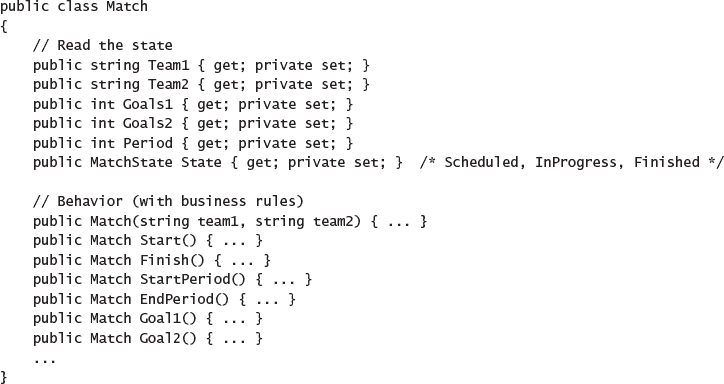 public class Match
{
    // Read the state
    public string Team1 { get; private set; }
    public string Team2 { get; private set; }
    public int Goals1 { get; private set; }
    public int Goals2 { get; private set; }
    public int Period { get; private set; }
    public MatchState State { get; private set; }  /* Scheduled, InProgress, Finished */

    // Behavior (with business rules)
    public Match(string team1, string team2) { ... }
    public Match Start() { ... }
    public Match Finish() { ... }
    public Match StartPeriod() { ... }
    public Match EndPeriod() { ... }
    public Match Goal1() { ... }
    public Match Goal2() { ... }
    ...
}